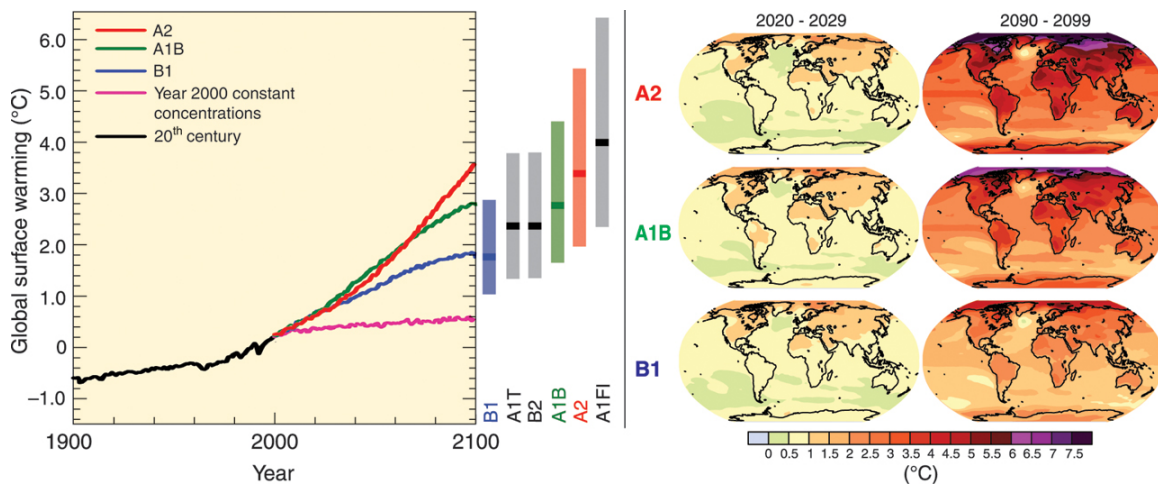 6.0
5.0
4.0
3.0
2.0
1.0
0
–1.0
Global surface warming (°C)
A2
A1B
B1
Year 2000 constant
concentrations
20th century
1900
2000
2100
Year
B1
A1T
B2
A1B
A2
A1FI
2020 - 2029
2090 - 2099
A2
A1B
B1
0 0.5 1 1.5 2 2.5 3 3.5 4 4.5 5 5.5 6 6.5 7 7.5
(°C)